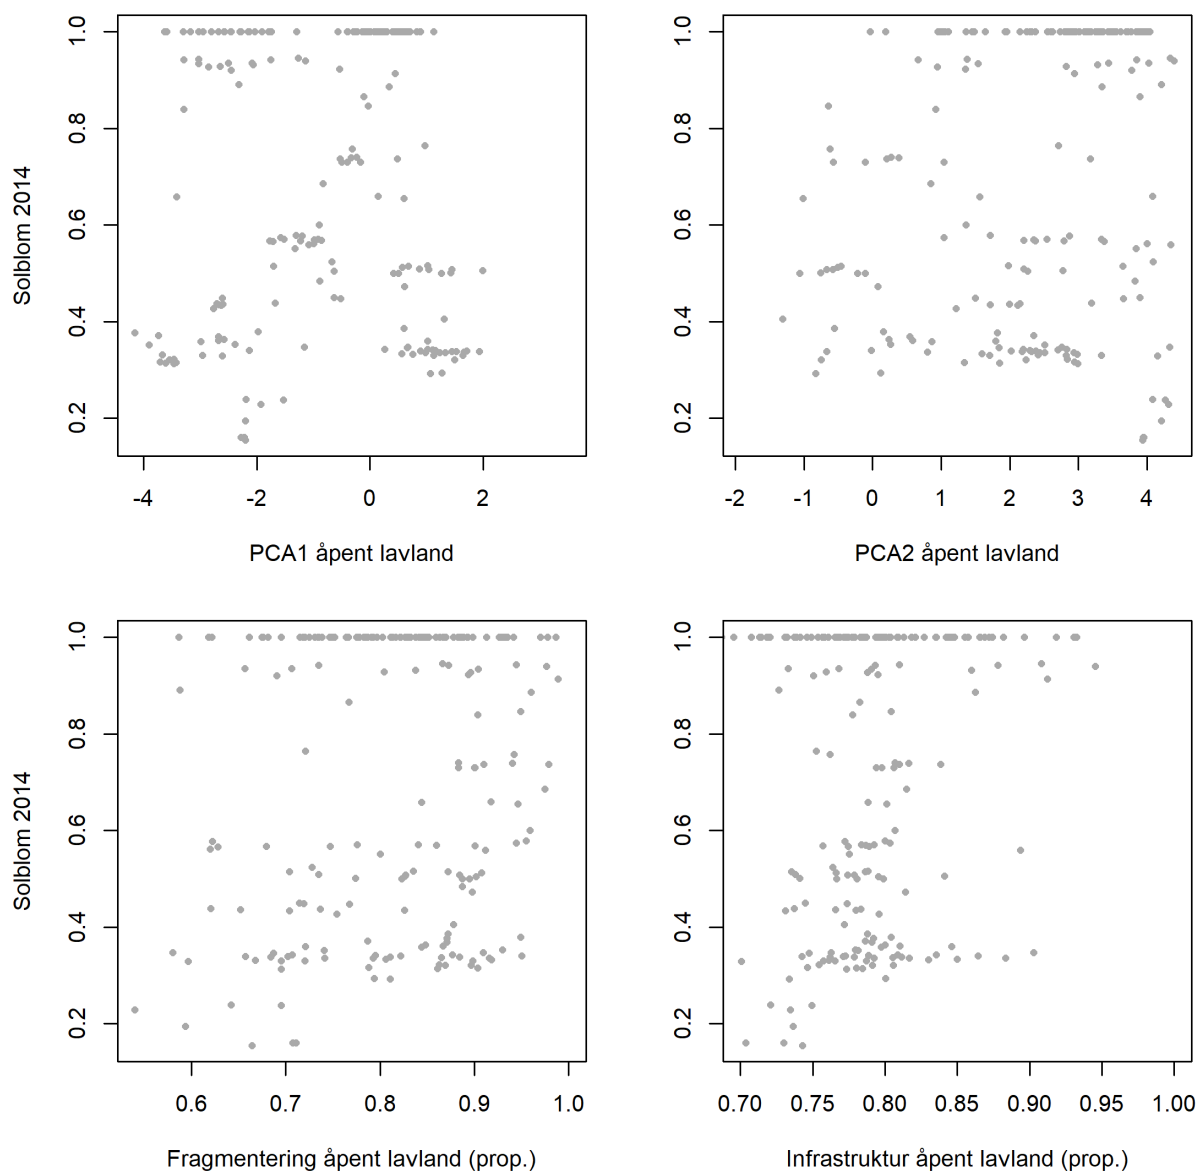 1.0
0.8
0.6
0.4
0.2
Solblom 2014
-4 -2 0 2
PCA1 åpent lavland
1.0
0.8
0.6
0.4
0.2
-2 -1 0 1 2 3 4
PCA2 åpent lavland
1.0
0.8
0.6
0.4
0.2
Solblom 2014
0.6 0.7 0.8 0.9 1.0
Fragmentering åpent lavland (prop.)
1.0
0.8
0.6
0.4
0.2
0.70 0.75 0.80 0.85 0.90 0.95 1.00
Infrastruktur åpent lavland (prop.)